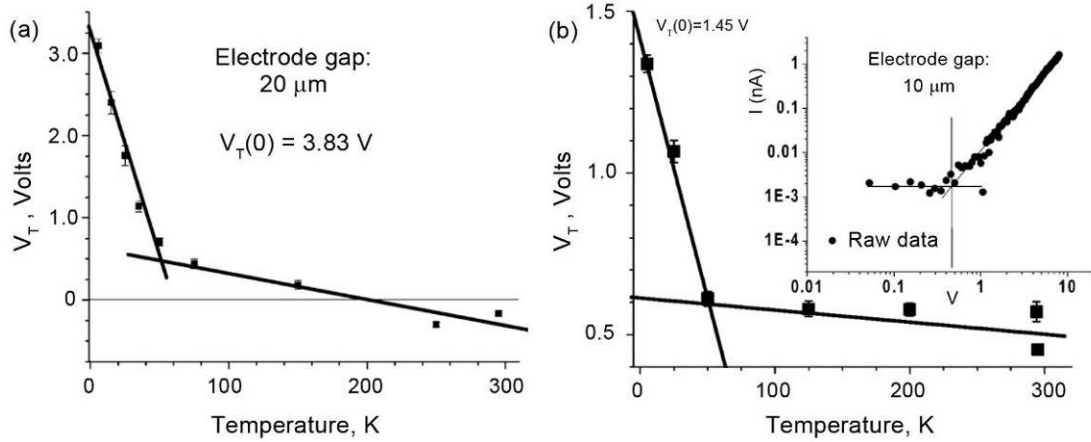 (a)
Electrode gap:
20 μm
V_T(0) = 3.83 V
V_T, Volts
3.0
2.0
1.0
0
0 100 200 300
Temperature, K
(b)
V_T(0)=1.45 V
V_T, Volts
1.5
1.0
0.5
0 50 100 150 200 250 300
Temperature, K
Electrode gap:
10 μm
I (nA)
1
0.1
0.01
1E-3
1E-4
Raw data
0.01 0.1 1 10
V